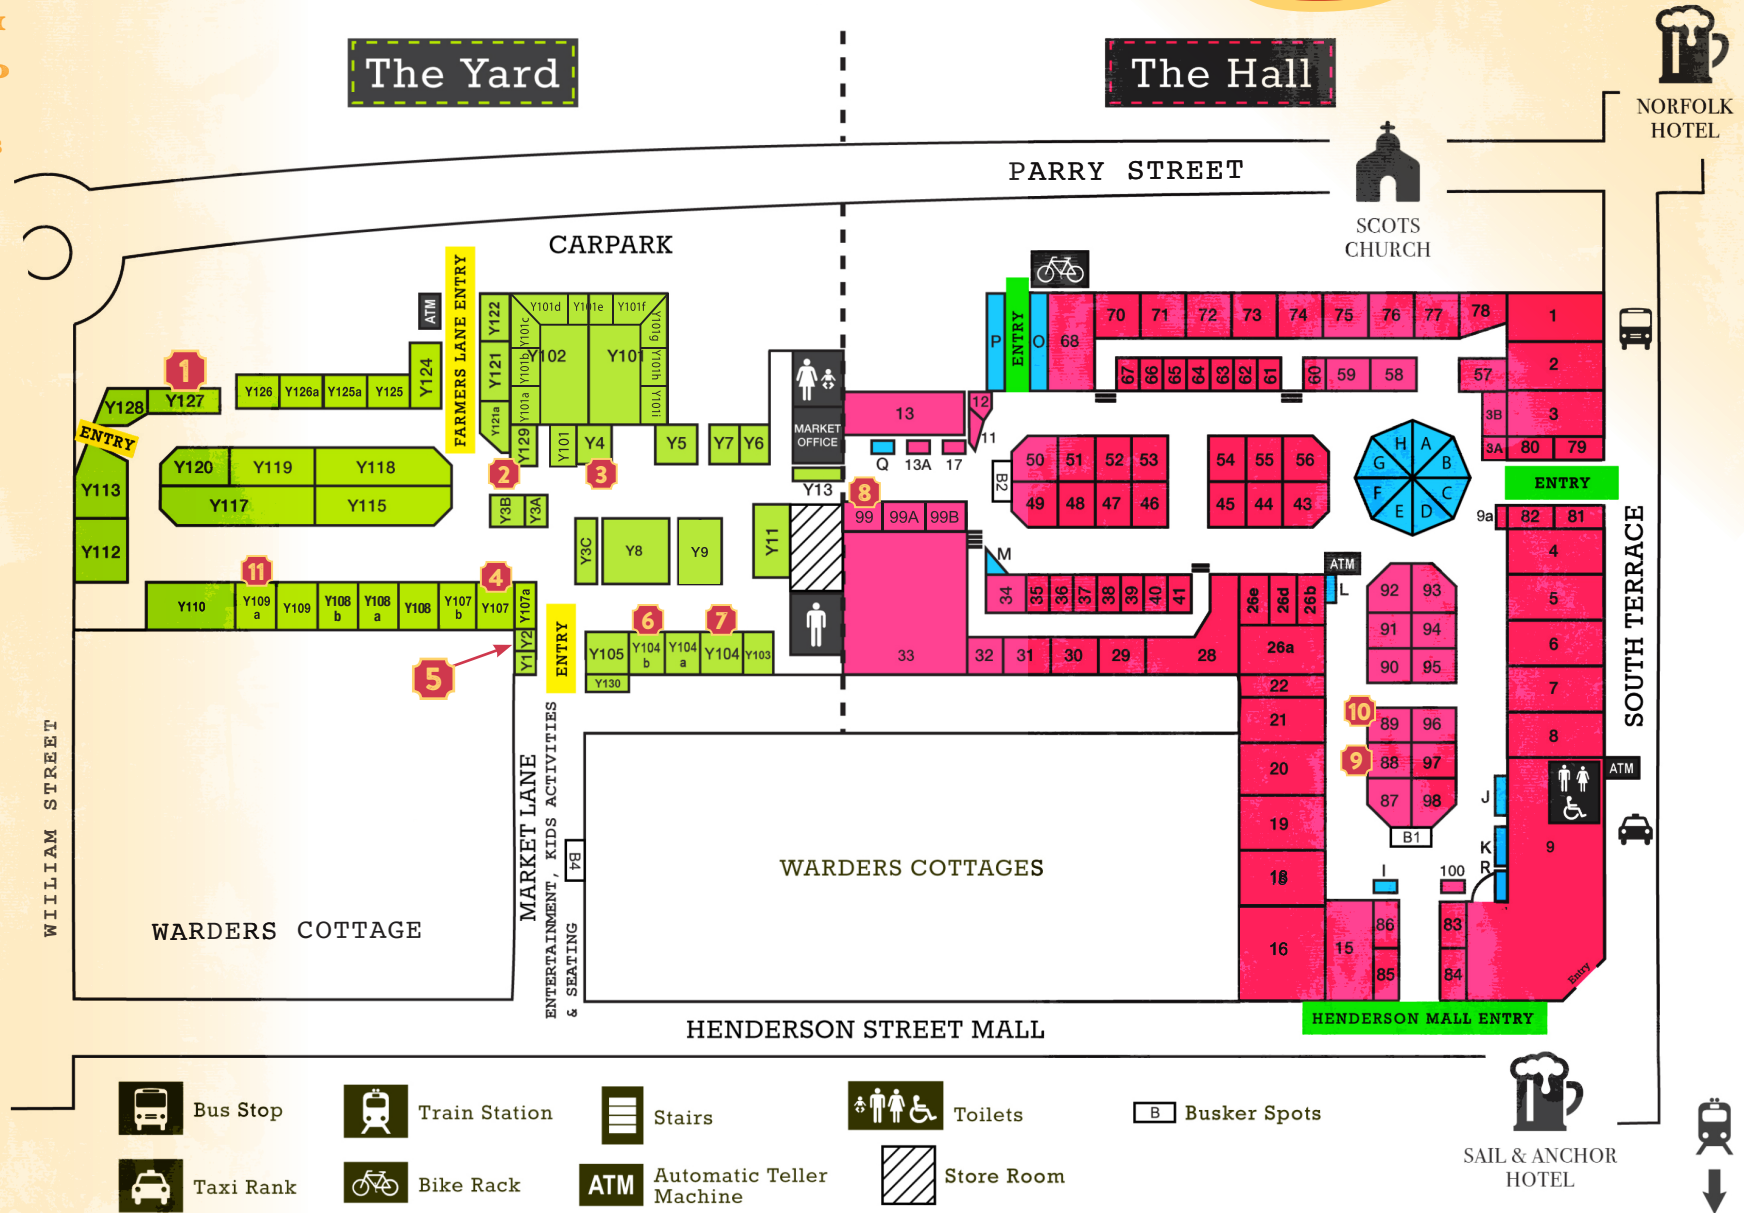 The Yard
The Hall
NORFOLK
HOTEL
PARRY STREET
SCOTS
CHURCH
CARPARK
FARMERS LANE ENTRY
ATM
ENTRY
Y122
Y121
Y121a
Y129
Y101d
Y101e
Y101f
Y101c
Y101b
Y101a
Y101g
Y101h
Y101i
Y102
Y101
Y101
Y4
Y5
Y7
Y6
1
Y128
Y127
Y126
Y126a
Y125a
Y125
Y124
ENTRY
Y113
Y112
Y120
Y119
Y118
Y117
Y115
2
3
Y3B
Y3A
Y3C
Y8
Y9
Y11
MARKET
OFFICE
Y13
11
4
Y110
Y109
a
Y109
Y108
b
Y108
a
Y108
Y107
b
Y107
Y107a
Y2
Y1
5
ENTRY
6
7
Y105
Y104
b
Y104
a
Y104
Y103
Y130
P
O
68
70
71
72
73
74
75
76
77
78
1
67
66
65
64
63
62
61
60
59
58
57
2
3B
3
3A
80
79
13
12
11
Q
13A
17
8
99
99A
99B
B2
50
51
52
53
49
48
47
46
54
55
56
45
44
43
H
A
G
B
F
C
E
D
ENTRY
9a
82
81
4
5
6
7
8
9
M
34
35
36
37
38
39
40
41
33
32
31
30
29
28
26e
26d
26b
26a
ATM
L
22
21
20
19
18
16
15
92
93
91
94
90
95
10
89
96
9
88
97
87
98
B1
J
K
R
I
100
86
83
85
84
Entry
ATM
SOUTH TERRACE
WILLIAM STREET
WARDERS COTTAGE
MARKET LANE
ENTERTAINMENT, KIDS ACTIVITIES
& SEATING
B4
WARDERS COTTAGES
HENDERSON MALL ENTRY
HENDERSON STREET MALL
Bus Stop
Train Station
Stairs
Toilets
B
Busker Spots
Taxi Rank
Bike Rack
ATM
Automatic Teller
Machine
Store Room
SAIL & ANCHOR
HOTEL